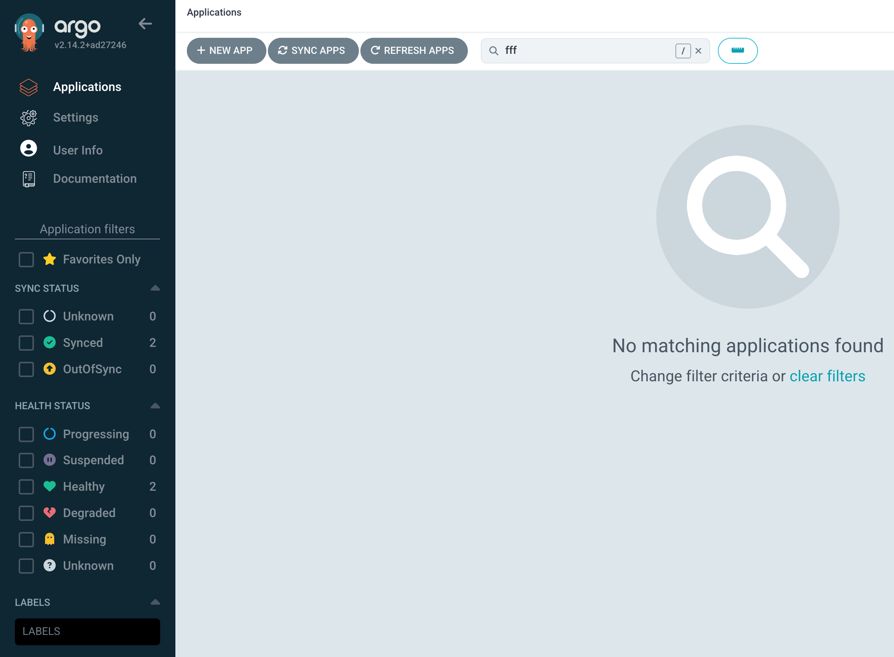 argo
v2.14.2+ad27246
Applications
Settings
User Info
Documentation
Application filters
Favorites Only
SYNC STATUS
Unknown 0
Synced 2
OutOfSync 0
HEALTH STATUS
Progressing 0
Suspended 0
Healthy 2
Degraded 0
Missing 0
? Unknown 0
LABELS
LABELS
Applications
+ NEW APP SYNC APPS REFRESH APPS fff / ×
No matching applications found
Change filter criteria or clear filters